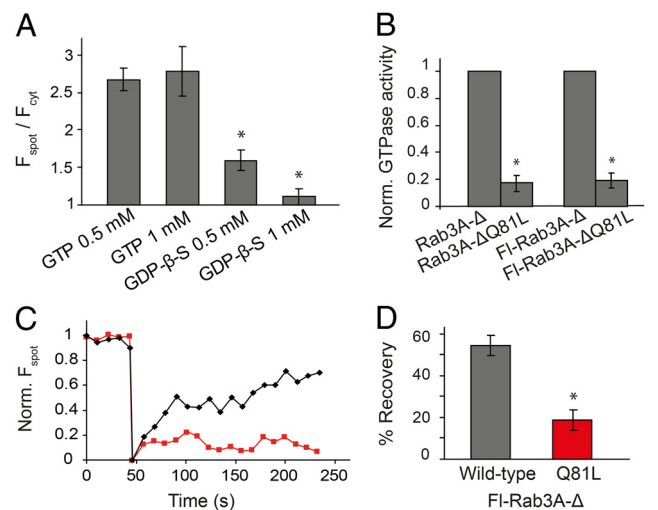 A
F spot / F cyt
3
2.5
2
1.5
1
*
*
GTP 0.5 mM
GTP 1 mM
GDP-β-S 0.5 mM
GDP-β-S 1 mM
B
Norm. GTPase activity
1
0.8
0.6
0.4
0.2
0
*
*
Rab3A-Δ
Rab3A-ΔQ81L
Fl-Rab3A-Δ
Fl-Rab3A-ΔQ81L
C
Norm. F spot
1
0.8
0.6
0.4
0.2
0
0 50 100 150 200 250
Time (s)
D
% Recovery
60
40
20
0
*
Wild-type Q81L
Fl-Rab3A-Δ